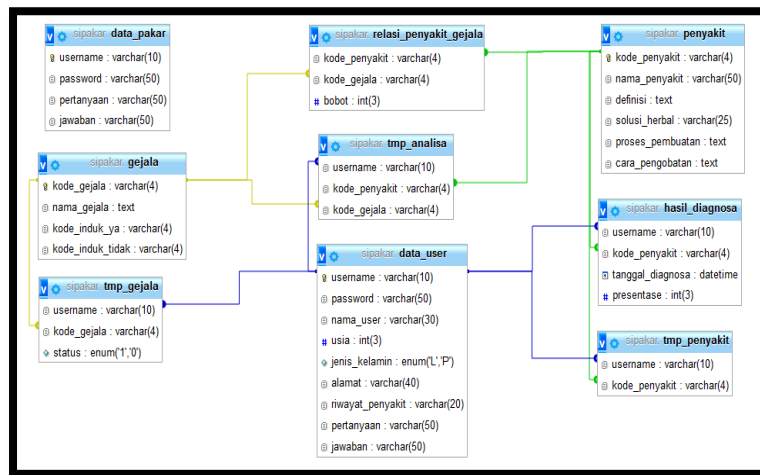 sipakar. data_pakar
username : varchar(10)
password : varchar(50)
pertanyaan : varchar(50)
jawaban : varchar(50)
sipakar. relasi_penyakit_gejala
kode_penyakit : varchar(4)
kode_gejala : varchar(4)
# bobot : int(3)
sipakar. penyakit
kode_penyakit : varchar(4)
nama_penyakit : varchar(50)
definisi : text
solusi_herbal : varchar(25)
proses_pembuatan : text
cara_pengobatan : text
sipakar. gejala
kode_gejala : varchar(4)
nama_gejala : text
kode_induk_ya : varchar(4)
kode_induk_tidak : varchar(4)
sipakar. tmp_analisa
username : varchar(10)
kode_penyakit : varchar(4)
kode_gejala : varchar(4)
sipakar. hasil_diagnosa
username : varchar(10)
kode_penyakit : varchar(4)
tanggal_diagnosa : datetime
# presentase : int(3)
sipakar. tmp_gejala
username : varchar(10)
kode_gejala : varchar(4)
status : enum('1','0')
sipakar. data_user
username : varchar(10)
password : varchar(50)
nama_user : varchar(30)
# usia : int(3)
jenis_kelamin : enum('L','P')
alamat : varchar(40)
riwayat_penyakit : varchar(20)
pertanyaan : varchar(50)
jawaban : varchar(50)
sipakar. tmp_penyakit
username : varchar(10)
kode_penyakit : varchar(4)